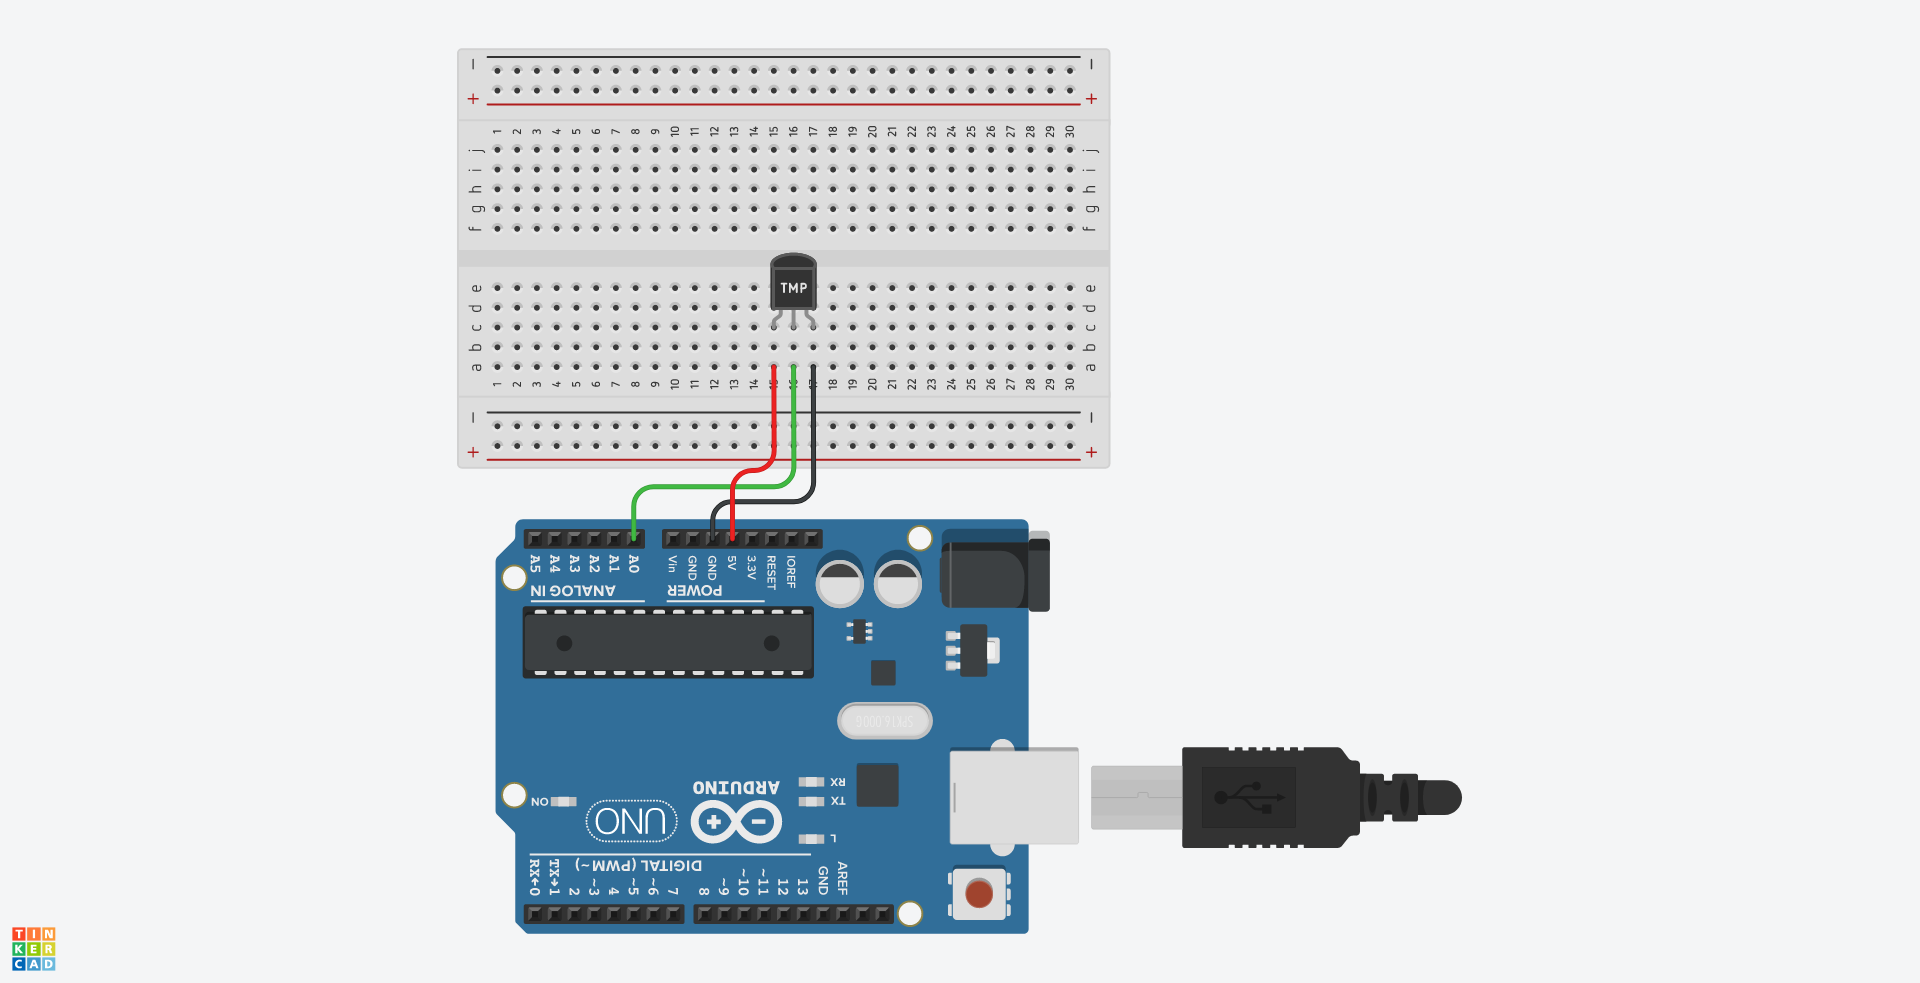 − −
+ +
1 2 3 4 5 6 7 8 9 10 11 12 13 14 15 16 17 18 19 20 21 22 23 24 25 26 27 28 29 30
j j
i i
h h
g g
f f
TMP
e e
d d
c c
b b
a a
1 2 3 4 5 6 7 8 9 10 11 12 13 14 15 16 17 18 19 20 21 22 23 24 25 26 27 28 29 30
− −
+ +
A5 A4 A3 A2 A1 A0 Vin GND GND 5V 3.3V RESET IOREF
ANALOG IN POWER
SPK16.000G
ARDUINO RX
ON UNO + − TX
L
DIGITAL (PWM~)
RX←0 TX→1 2 ~3 4 ~5 ~6 7 8 ~9 ~10 ~11 12 13 GND AREF
TIN
KER
CAD